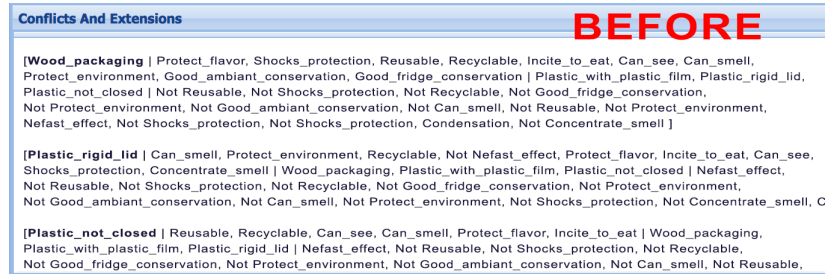 Conflicts And Extensions
BEFORE
[Wood_packaging | Protect_flavor, Shocks_protection, Reusable, Recyclable, Incite_to_eat, Can_see, Can_smell,
Protect_environment, Good_ambiant_conservation, Good_fridge_conservation | Plastic_with_plastic_film, Plastic_rigid_lid,
Plastic_not_closed | Not Reusable, Not Shocks_protection, Not Recyclable, Not Good_fridge_conservation,
Not Protect_environment, Not Good_ambiant_conservation, Not Can_smell, Not Reusable, Not Protect_environment,
Nefast_effect, Not Shocks_protection, Not Shocks_protection, Condensation, Not Concentrate_smell ]
[Plastic_rigid_lid | Can_smell, Protect_environment, Recyclable, Not Nefast_effect, Protect_flavor, Incite_to_eat, Can_see,
Shocks_protection, Concentrate_smell | Wood_packaging, Plastic_with_plastic_film, Plastic_not_closed | Nefast_effect,
Not Reusable, Not Shocks_protection, Not Recyclable, Not Good_fridge_conservation, Not Protect_environment,
Not Good_ambiant_conservation, Not Can_smell, Not Protect_environment, Not Shocks_protection, Not Concentrate_smell, C
[Plastic_not_closed | Reusable, Recyclable, Can_see, Can_smell, Protect_flavor, Incite_to_eat | Wood_packaging,
Plastic_with_plastic_film, Plastic_rigid_lid | Nefast_effect, Not Reusable, Not Shocks_protection, Not Recyclable,
Not Good_fridge_conservation, Not Protect_environment, Not Good_ambiant_conservation, Not Can_smell, Not Reusable,